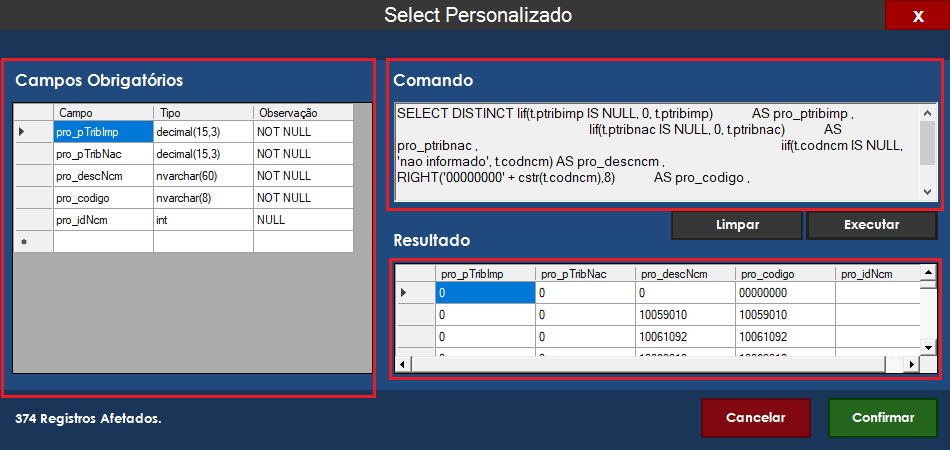 Select Personalizado
x
Campos Obrigatórios
Campo Tipo Observação
pro_pTribImp decimal(15,3) NOT NULL
pro_pTribNac decimal(15,3) NOT NULL
pro_descNcm nvarchar(60) NOT NULL
pro_codigo nvarchar(8) NOT NULL
pro_idNcm int NULL
*
Comando
SELECT DISTINCT Iif(t.ptribimp IS NULL, 0, t.ptribimp) AS pro_ptribimp ,
Iif(t.ptribnac IS NULL, 0, t.ptribnac) AS
pro_ptribnac , iif(t.codncm IS NULL,
'nao informado', t.codncm) AS pro_descncm ,
RIGHT('00000000' + cstr(t.codncm),8) AS pro_codigo ,
Limpar Executar
Resultado
pro_pTribImp pro_pTribNac pro_descNcm pro_codigo pro_idNcm
0 0 0 00000000
0 0 10059010 10059010
0 0 10061092 10061092
374 Registros Afetados.
Cancelar Confirmar